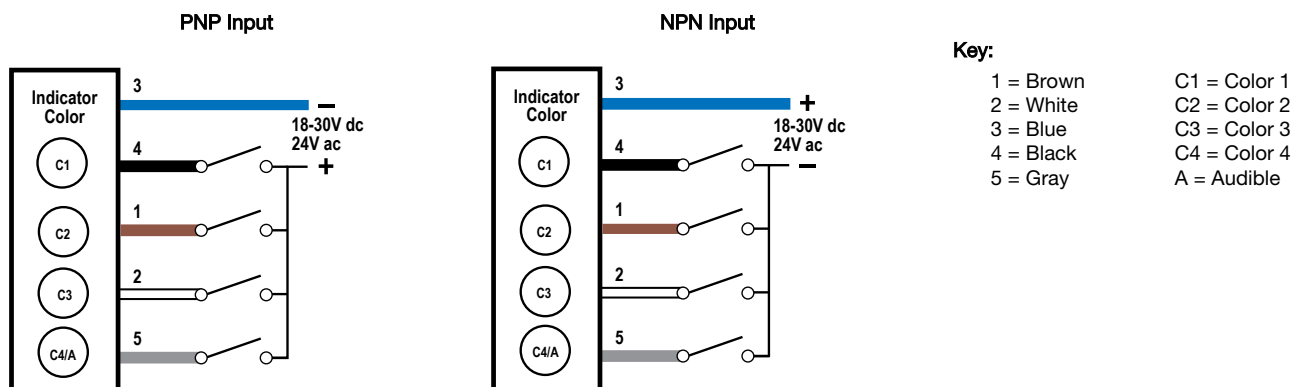 PNP Input
Indicator
Color
C1
C2
C3
C4/A
3
4
1
2
5
–
18-30V dc
24V ac
+
NPN Input
Indicator
Color
C1
C2
C3
C4/A
3
4
1
2
5
+
18-30V dc
24V ac
–
Key:
1 = Brown
2 = White
3 = Blue
4 = Black
5 = Gray
C1 = Color 1
C2 = Color 2
C3 = Color 3
C4 = Color 4
A = Audible